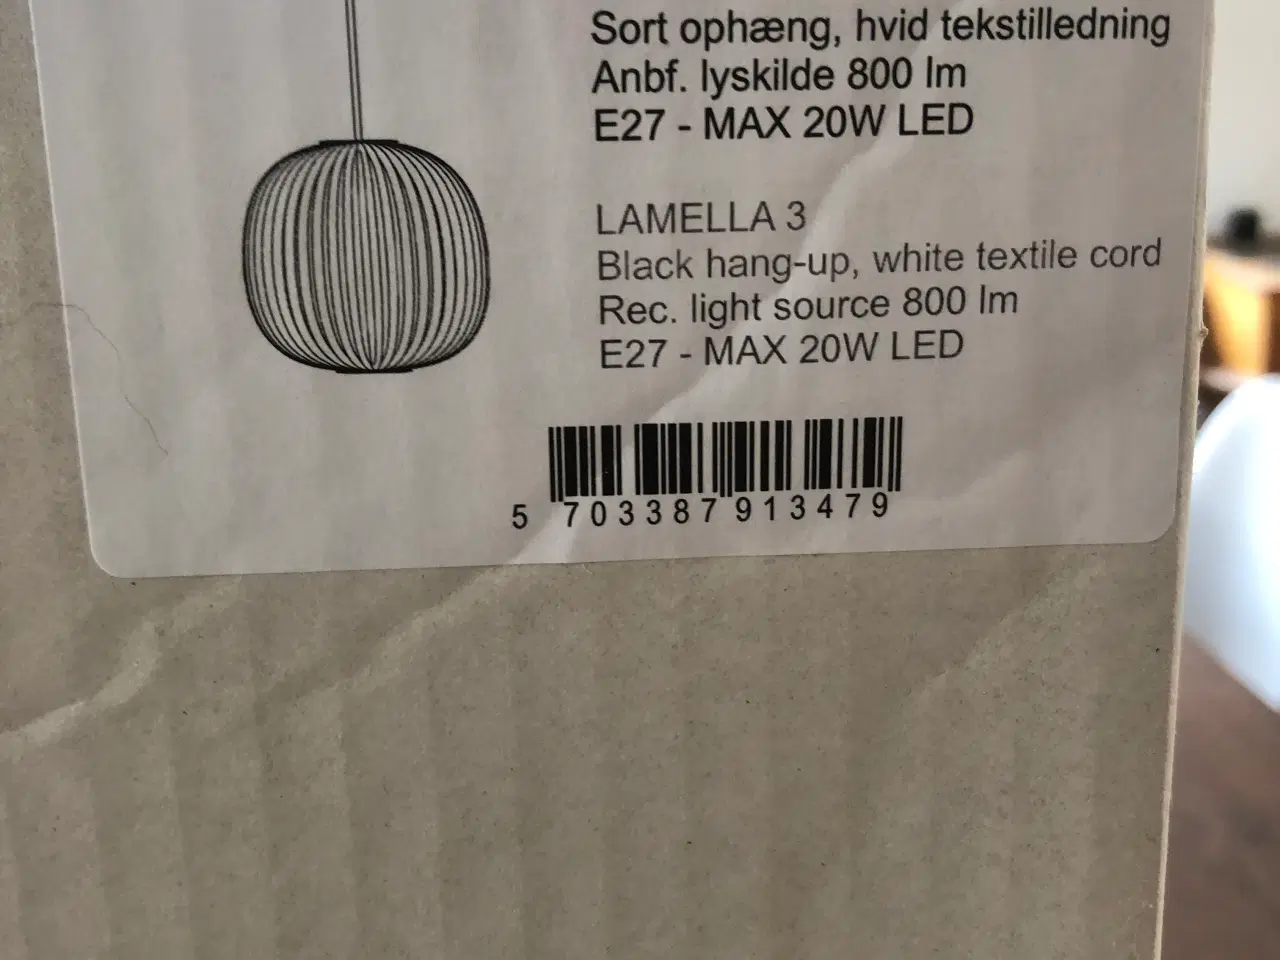 Sort ophæng, hvid tekstilledning
Anbf. lyskilde 800 lm
E27 - MAX 20W LED
LAMELLA 3
Black hang-up, white textile cord
Rec. light source 800 lm
E27 - MAX 20W LED
5 703387 913479